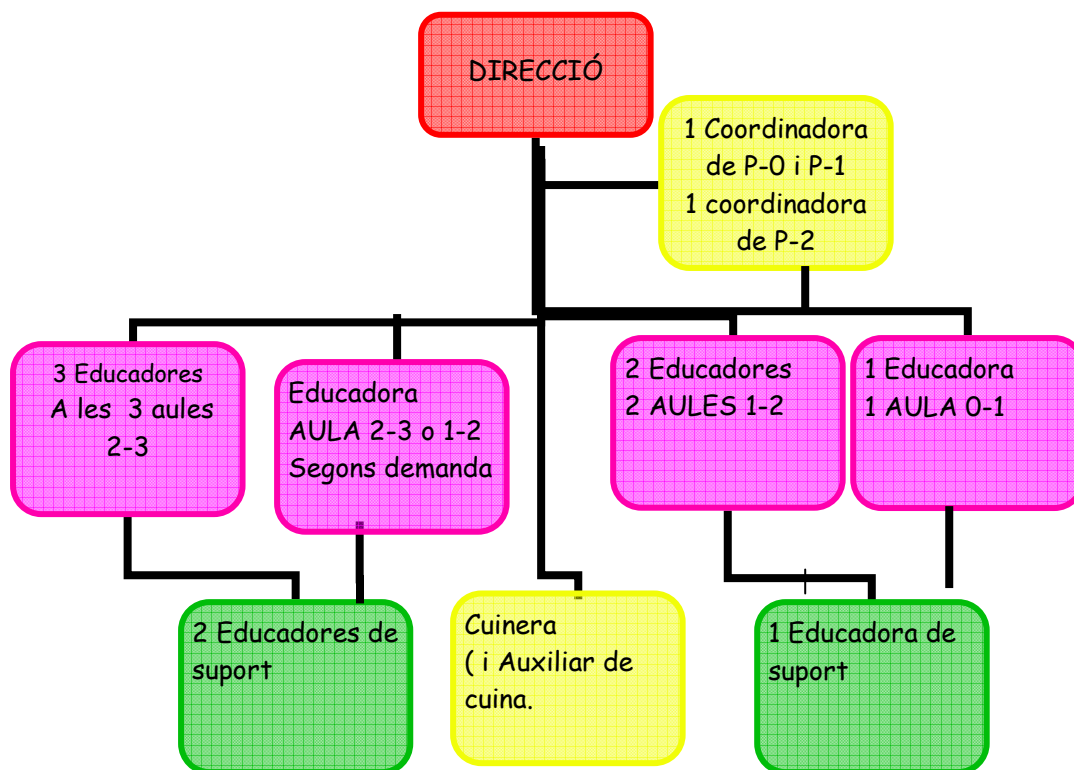 DIRECCIÓ
1 Coordinadora
de P-0 i P-1
1 coordinadora
de P-2
3 Educadores
A les 3 aules
2-3
Educadora
AULA 2-3 o 1-2
Segons demanda
2 Educadores
2 AULES 1-2
1 Educadora
1 AULA 0-1
2 Educadores de
suport
Cuinera
( i Auxiliar de
cuina.
1 Educadora de
suport